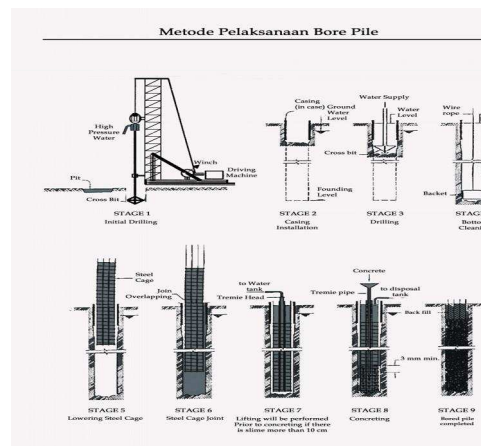 Metode Pelaksanaan Bore Pile
High
Pressure
Water
Pit
Cross Bit
Winch
Driving
Machine
STAGE 1
Initial Drilling
Casing
(in case)
Ground
Water
Level
Founding
Level
STAGE 2
Casing
Installation
Water Supply
Water
Level
Cross bit
STAGE 3
Drilling
Wire
rope
Backet
STAG
Botto
Cleani
Steel
Cage
STAGE 5
Lowering Steel Cage
Join
Overlapping
STAGE 6
Steel Cage Joint
to Water
tank
Tremie Head
STAGE 7
Lifting will be performed
Prior to concreting if there
is slime more than 10 cm
Concrete
Tremie pipe
to disposal
tank
3 mm min.
STAGE 8
Concreting
Back fill
STAGE 9
Bored pile
completed